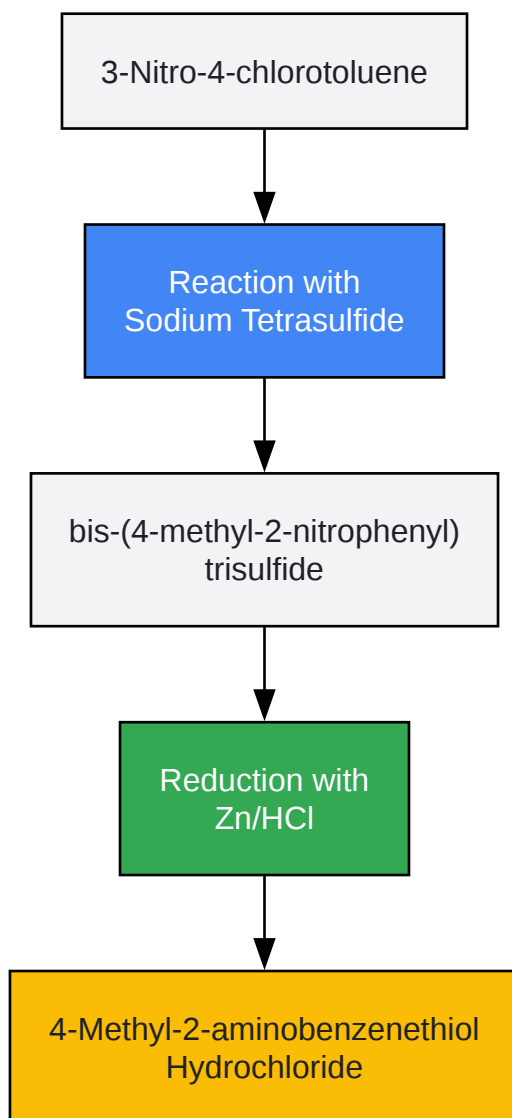 3-Nitro-4-chlorotoluene
Reaction with
Sodium Tetrasulfide
bis-(4-methyl-2-nitrophenyl)
trisulfide
Reduction with
Zn/HCl
4-Methyl-2-aminobenzenethiol
Hydrochloride